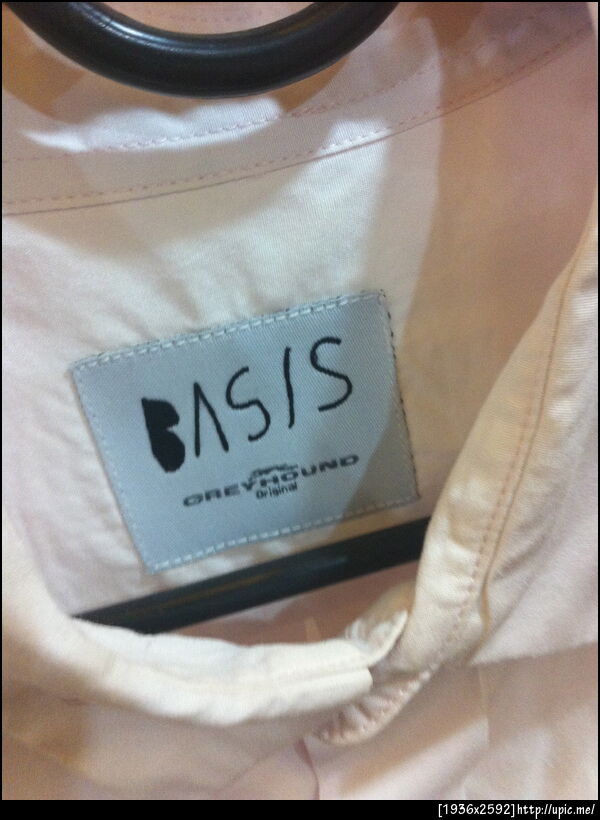 BASIS
GREYHOUND
Original
[1936x2592]http://upic.me/